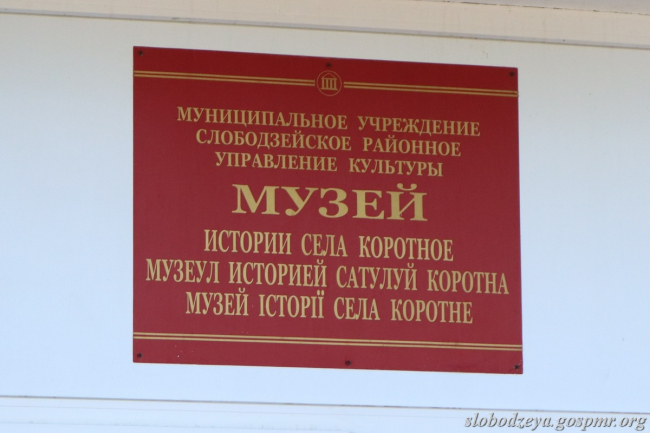 МУНИЦИПАЛЬНОЕ УЧРЕЖДЕНИЕ
СЛОБОДЗЕЙСКОЕ РАЙОННОЕ
УПРАВЛЕНИЕ КУЛЬТУРЫ
МУЗЕЙ
ИСТОРИИ СЕЛА КОРОТНОЕ
МУЗЕУЛ ИСТОРИЕЙ САТУЛУЙ КОРОТНА
МУЗЕЙ ІСТОРІЇ СЕЛА КОРОТНЕ
slobodzeya.gospmr.org